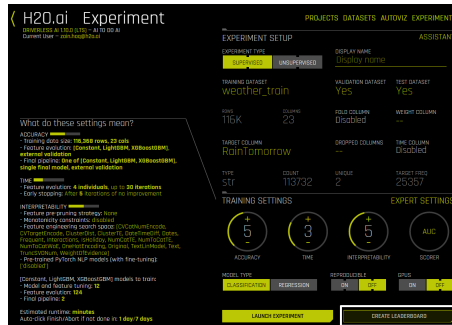 H2O.ai Experiment
DRIVERLESS AI 1.10.0 [LTS] – AI TO DO AI
Current User –
PROJECTS DATASETS AUTOVIZ EXPERIMENT
EXPERIMENT SETUP
ASSISTAN
EXPERIMENT TYPE
SUPERVISED
UNSUPERVISED
DISPLAY NAME
Display name
TRAINING DATASET
weather_train
VALIDATION DATASET
Yes
TEST DATASET
Yes
ROWS
116K
COLUMNS
23
FOLD COLUMN
Disabled
WEIGHT COLUMN
--
TARGET COLUMN
RainTomorrow
DROPPED COLUMNS
--
TIME COLUMN
Disabled
TYPE
str
COUNT
113732
UNIQUE
2
TARGET FREQ
25357
What do these settings mean?
ACCURACY
- Training data size: 116,368 rows, 23 cols
- Feature evolution: [Constant, LightGBM, XGBoostGBM],
external validation
- Final pipeline: One of [Constant, LightGBM, XGBoostGBM],
single final model, external validation
TIME
- Feature evolution: 4 individuals, up to 30 iterations
- Early stopping: After 5 iterations of no improvement
INTERPRETABILITY
- Feature pre-pruning strategy: None
- Monotonicity constraints: disabled
- Feature engineering search space: [CVCatNumEncode,
CVTargetEncode, ClusterDist, ClusterTE, DateTimeDiff, Dates,
Frequent, Interactions, IsHoliday, NumCatTE, NumToCatTE,
NumToCatWoE, OneHotEncoding, Original, TextLinModel, Text,
TruncSVDNum, WeightOfEvidence]
- Pre-trained PyTorch NLP models (with fine-tuning):
['disabled']
[Constant, LightGBM, XGBoostGBM] models to train:
- Model and feature tuning: 12
- Feature evolution: 124
- Final pipeline: 2
Estimated runtime: minutes
Auto-click Finish/Abort if not done in: 1 day/7 days
TRAINING SETTINGS
EXPERT SETTINGS
5
ACCURACY
3
TIME
5
INTERPRETABILITY
AUC
SCORER
MODEL TYPE
CLASSIFICATION
REGRESSION
REPRODUCIBLE
ON
OFF
GPUS
ON
OFF
LAUNCH EXPERIMENT
CREATE LEADERBOARD